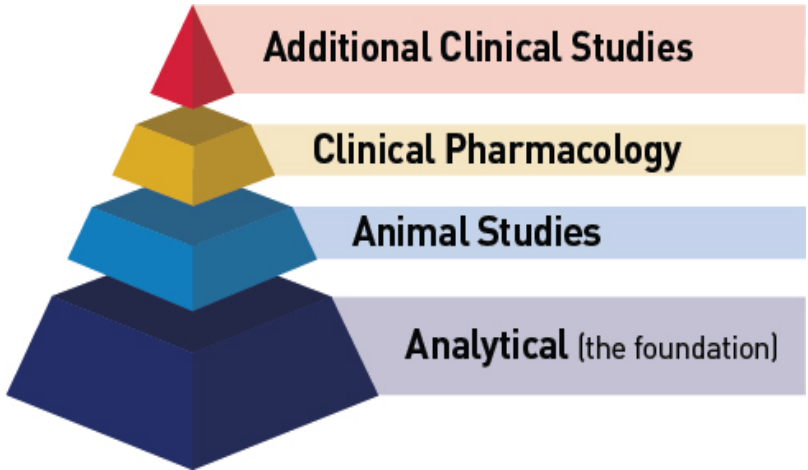 Additional Clinical Studies
Clinical Pharmacology
Animal Studies
Analytical (the foundation)